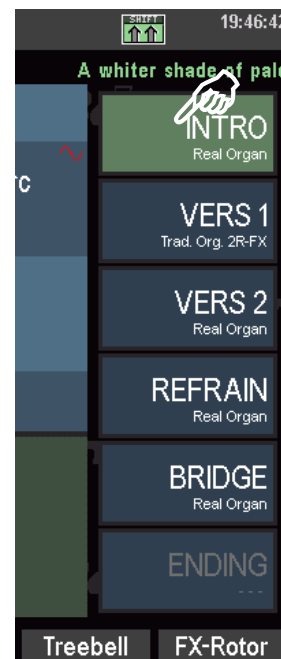 SHIFT
19:46:42
A whiter shade of pale
INTRO
Real Organ
rc
VERS 1
Trad. Org. 2R-FX
VERS 2
Real Organ
REFRAIN
Real Organ
BRIDGE
Real Organ
ENDING
---
Treebell
FX-Rotor